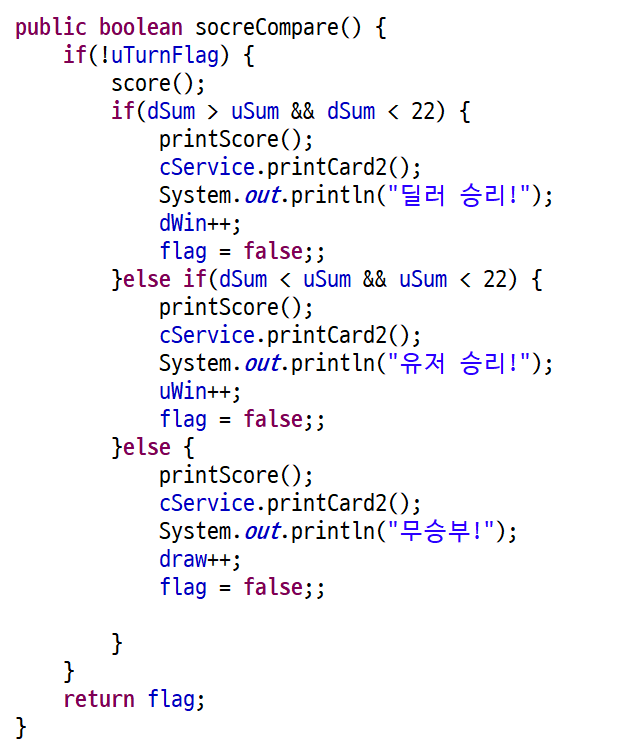 public boolean socreCompare() {
if(!uTurnFlag) {
score();
if(dSum > uSum && dSum < 22) {
printScore();
cService.printCard2();
System.out.println("딜러 승리!");
dWin++;
flag = false;;
}else if(dSum < uSum && uSum < 22) {
printScore();
cService.printCard2();
System.out.println("유저 승리!");
uWin++;
flag = false;;
}else {
printScore();
cService.printCard2();
System.out.println("무승부!");
draw++;
flag = false;;
}
}
return flag;
}